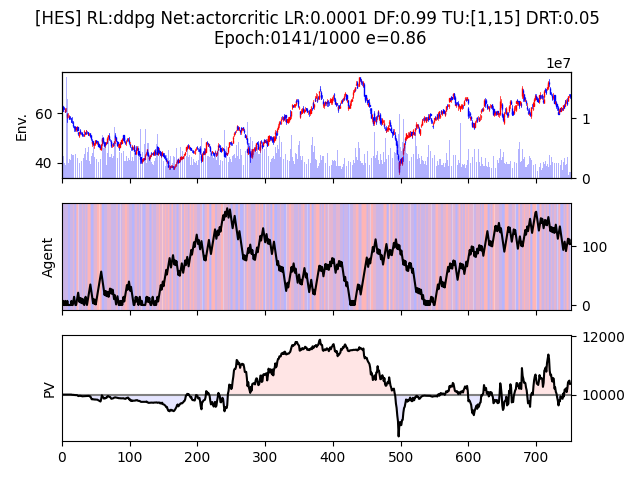 [HES] RL:ddpg Net:actorcritic LR:0.0001 DF:0.99 TU:[1,15] DRT:0.05
Epoch:0141/1000 e=0.86
1e7
Env.
60
40
1
0
Agent
100
0
PV
12000
10000
0 100 200 300 400 500 600 700